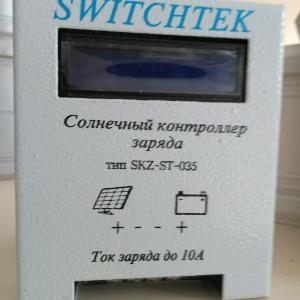 SWITCHTEK
Солнечный контроллер
заряда
тип SKZ-ST-035
+ - - +
Ток заряда до 10А